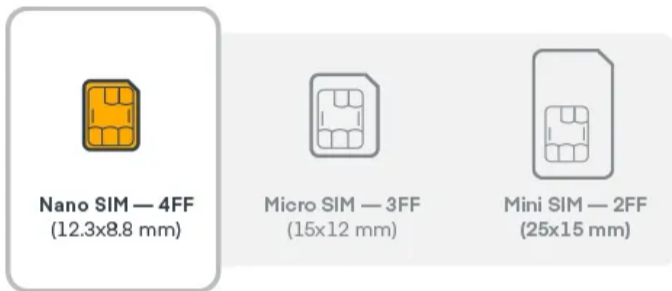 Nano SIM — 4FF
(12.3x8.8 mm)
Micro SIM — 3FF
(15x12 mm)
Mini SIM — 2FF
(25x15 mm)